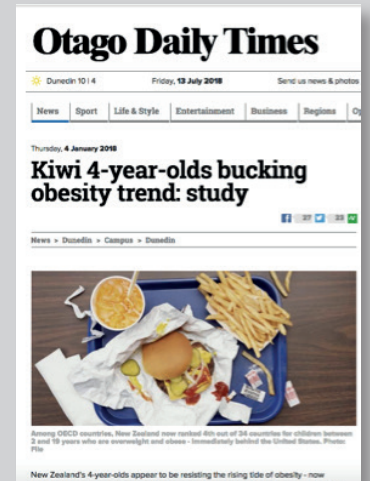 Otago Daily Times
Dunedin 10 | 4 Friday, 13 July 2018 Send us news & photos
News Sport Life & Style Entertainment Business Regions
Thursday, 4 January 2018
Kiwi 4-year-olds bucking
obesity trend: study
27 23
News > Dunedin > Campus > Dunedin
Among OECD countries, New Zealand now ranked 4th out of 34 countries for children between
2 and 19 years who are overweight and obese - immediately behind the United States. Photo:
File
New Zealand's 4-year-olds appear to be resisting the rising tide of obesity - now